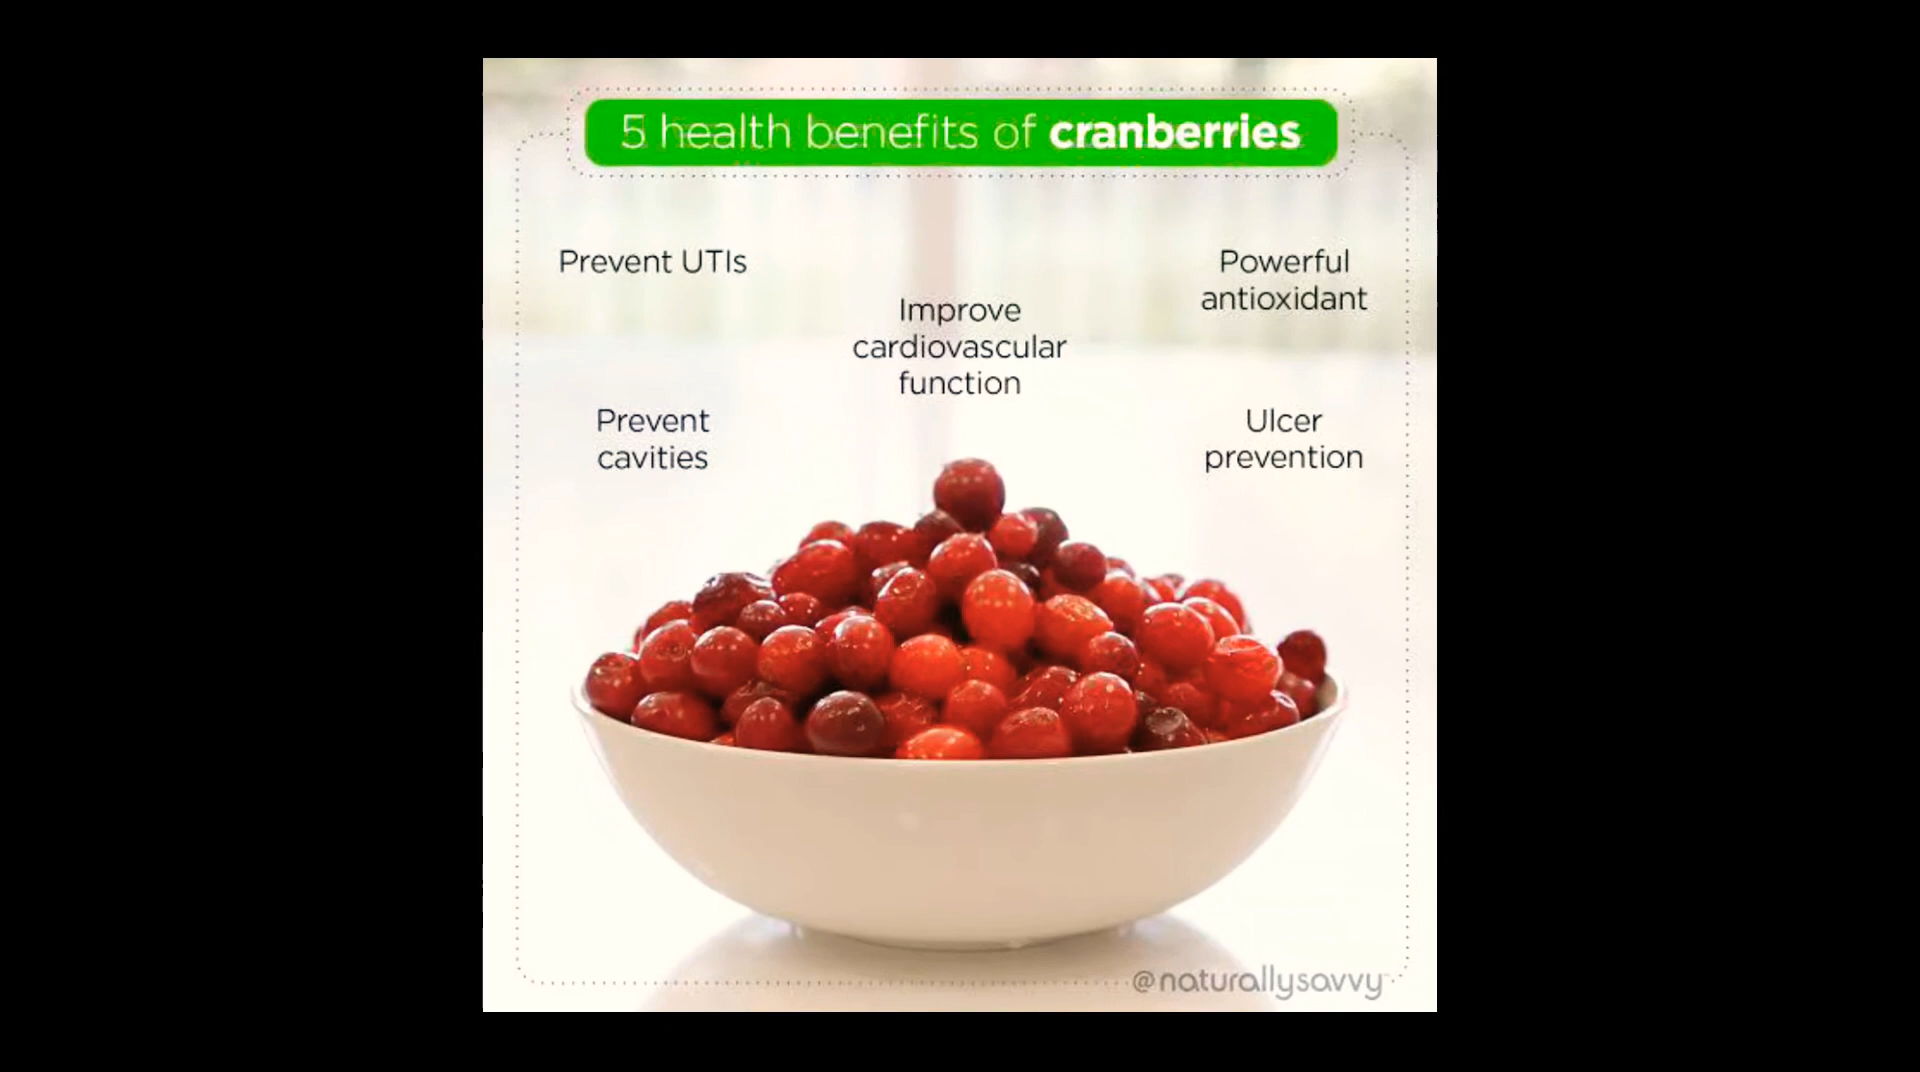 5 health benefits of cranberries
Prevent UTIs
Improve
cardiovascular
function
Powerful
antioxidant
Prevent
cavities
Ulcer
prevention
@naturallysavvy